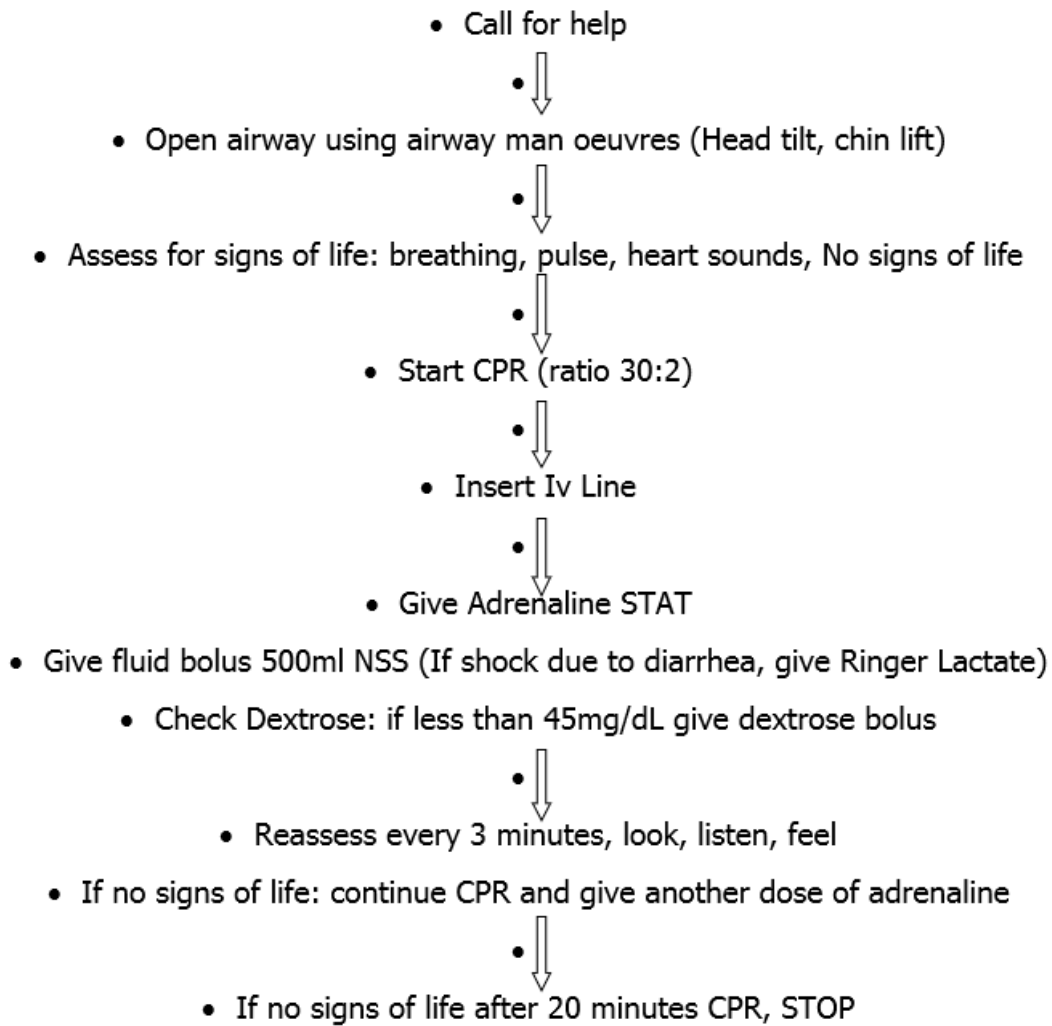 • Call for help
•
• Open airway using airway man oeuvres (Head tilt, chin lift)
•
• Assess for signs of life: breathing, pulse, heart sounds, No signs of life
•
• Start CPR (ratio 30:2)
•
• Insert Iv Line
•
• Give Adrenaline STAT
• Give fluid bolus 500ml NSS (If shock due to diarrhea, give Ringer Lactate)
• Check Dextrose: if less than 45mg/dL give dextrose bolus
•
• Reassess every 3 minutes, look, listen, feel
• If no signs of life: continue CPR and give another dose of adrenaline
•
• If no signs of life after 20 minutes CPR, STOP